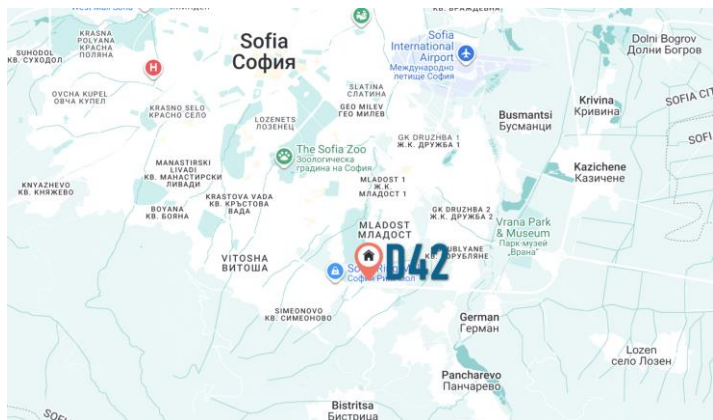 West Mall Sofia
КВ. ВРАЖДЕБНА
KRASNA
POLYANA
КРАСНА
ПОЛЯНА
SUHODOL
КВ. СУХОДОЛ
Sofia
София
Sofia
International
Airport
Международно
летище София
Dolni Bogrov
Долни Богров
H
OVCHA KUPEL
ОВЧА КУПЕЛ
KRASNO SELO
КРАСНО СЕЛО
LOZENETS
ЛОЗЕНЕЦ
SLATINA
СЛАТИНА
GEO MILEV
ГЕО МИЛЕВ
Busmantsi
Бусманци
Krivina
Кривина
SOFIA CIT
SOFIA
GK DRUZHBA 1
Ж.К. ДРУЖБА 1
The Sofia Zoo
Зоологическа
градина на София
Kazichene
Казичене
MANASTIRSKI
LIVADI
КВ. МАНАСТИРСКИ
ЛИВАДИ
KNYAZHEVO
КВ. КНЯЖЕВО
MLADOST 1
Ж.К.
МЛАДОСТ 1
KRASTOVA VADA
КВ. КРЪСТОВА
ВАДА
BOYANA
КВ. БОЯНА
GK DRUZHBA 2
Ж.К. ДРУЖБА 2
MLADOST
МЛАДОСТ
Vrana Park
& Museum
Парк-музей
„Врана"
VITOSHA
ВИТОША
D42
SIMEONOVO
КВ. СИМЕОНОВО
German
Герман
Lozen
село Лозен
Pancharevo
Панчарево
Bistritsa
Бистрица